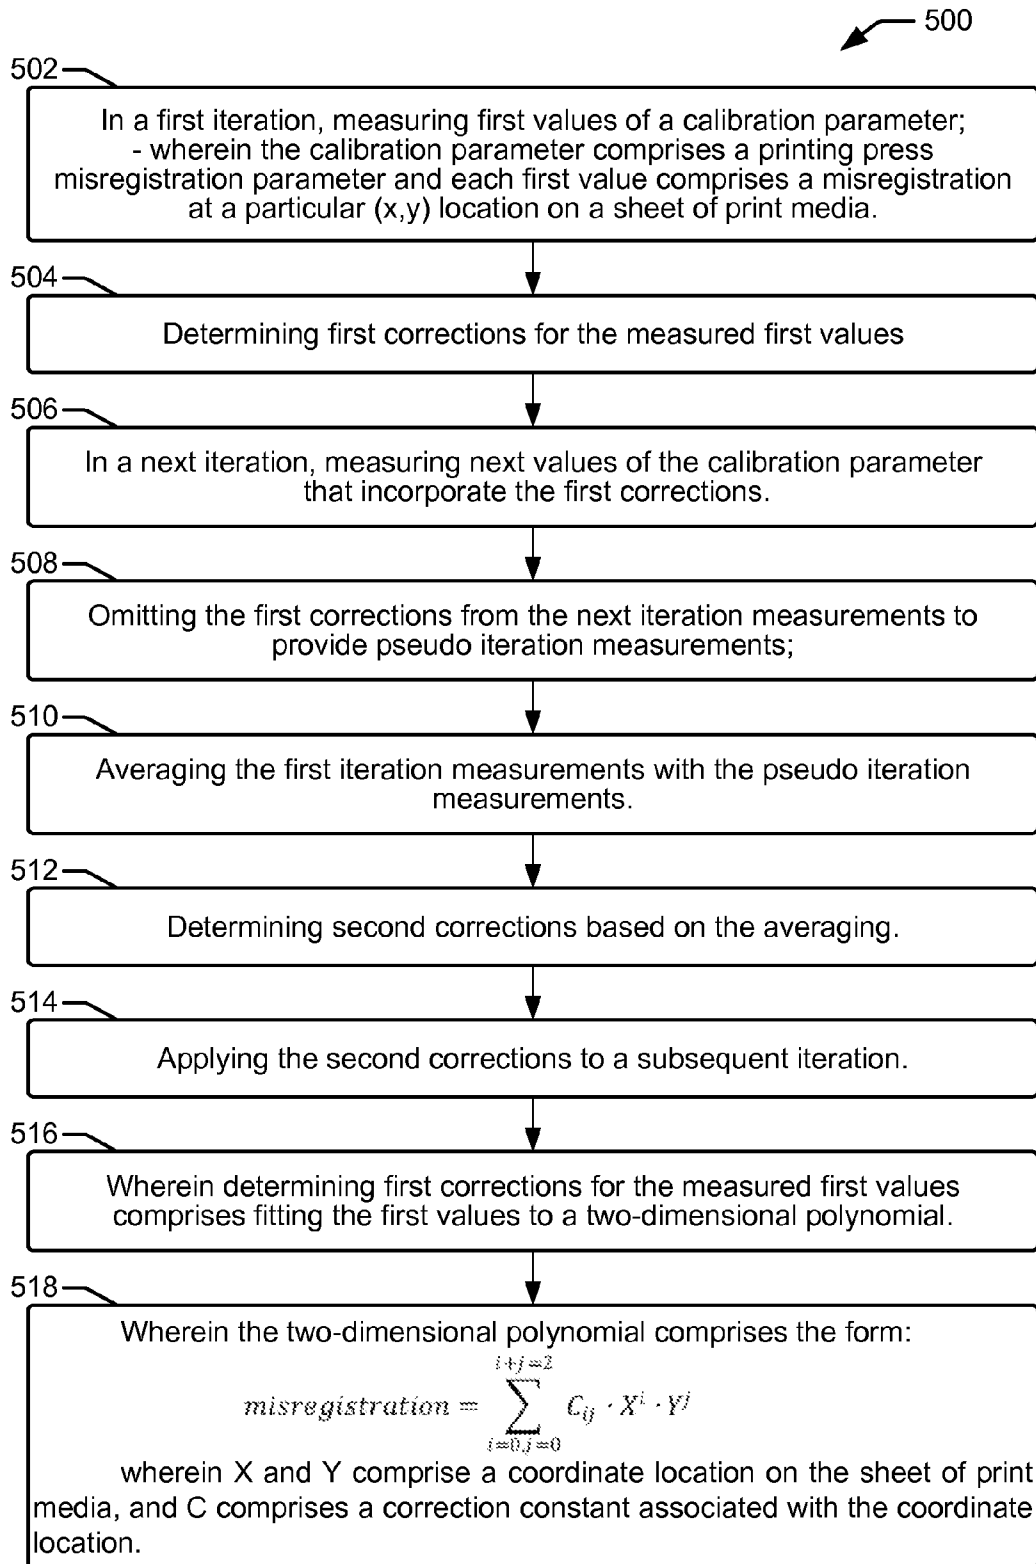 500
502
In a first iteration, measuring first values of a calibration parameter;
- wherein the calibration parameter comprises a printing press
misregistration parameter and each first value comprises a misregistration
at a particular (x,y) location on a sheet of print media.
504
Determining first corrections for the measured first values
506
In a next iteration, measuring next values of the calibration parameter
that incorporate the first corrections.
508
Omitting the first corrections from the next iteration measurements to
provide pseudo iteration measurements;
510
Averaging the first iteration measurements with the pseudo iteration
measurements.
512
Determining second corrections based on the averaging.
514
Applying the second corrections to a subsequent iteration.
516
Wherein determining first corrections for the measured first values
comprises fitting the first values to a two-dimensional polynomial.
518
Wherein the two-dimensional polynomial comprises the form:
i+j=2
misregistration = ∑ C_ij · X^i · Y^j
i=0,j=0
wherein X and Y comprise a coordinate location on the sheet of print
media, and C comprises a correction constant associated with the coordinate
location.